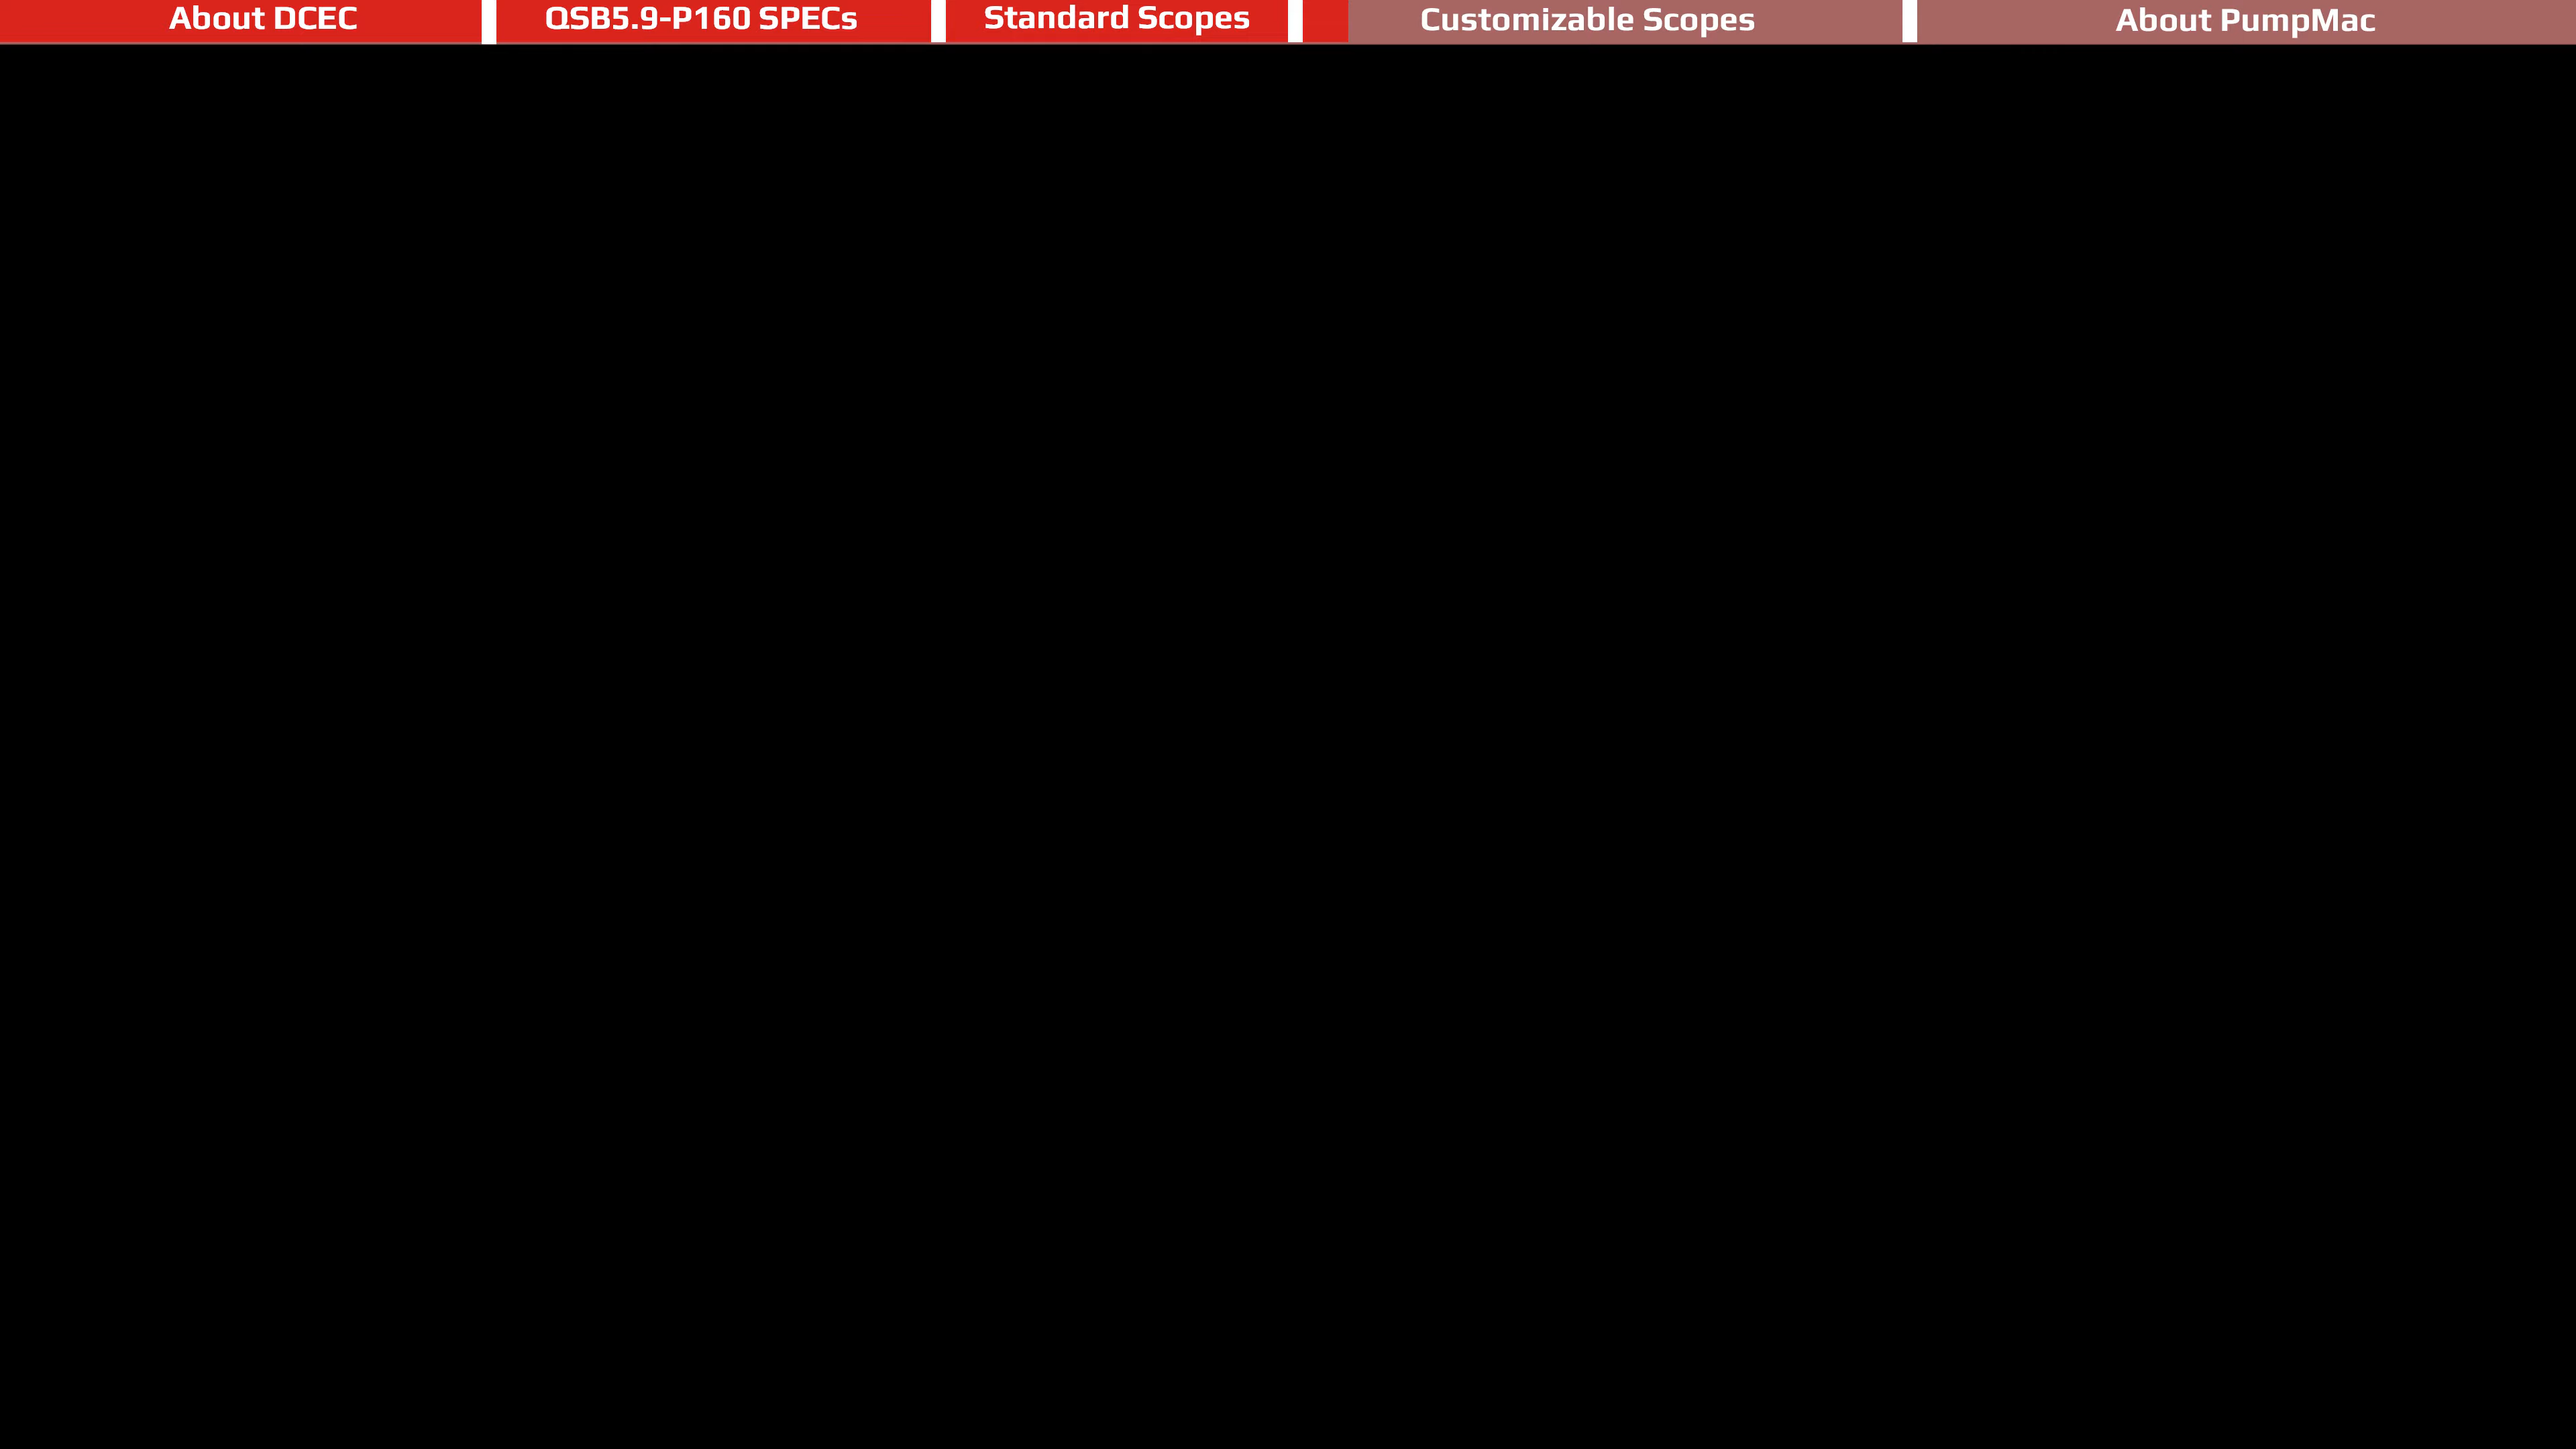 About DCEC
QSB5.9-P160 SPECs
Standard Scopes
Customizable Scopes
About PumpMac